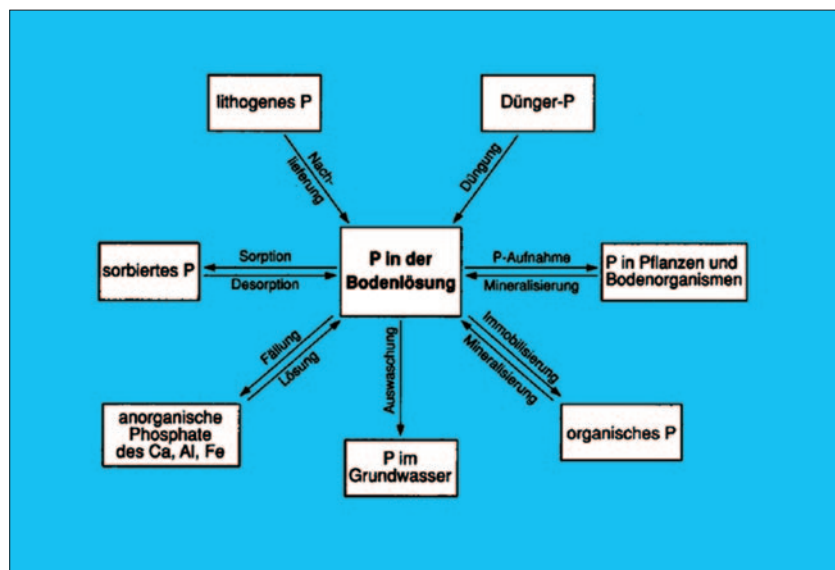 lithogenes P
Dünger-P
Nach-
lieferung
Düngung
sorbiertes P
Sorption
Desorption
P in der
Bodenlösung
P-Aufnahme
Mineralisierung
P in Pflanzen und
Bodenorganismen
Fällung
Lösung
Auswaschung
Immobilisierung
Mineralisierung
anorganische
Phosphate
des Ca, Al, Fe
P im
Grundwasser
organisches P